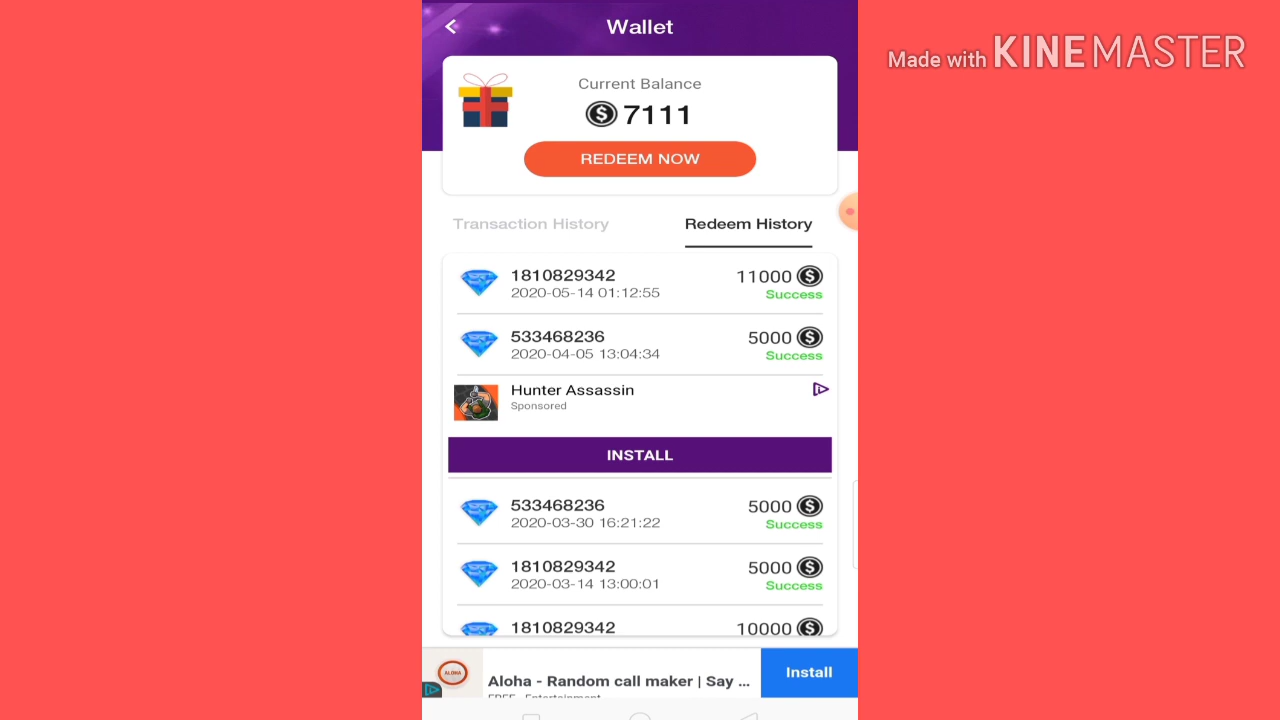 Wallet
Made with KINEMASTER
Current Balance
7111
REDEEM NOW
Transaction History
Redeem History
1810829342
11000
2020-05-14 01:12:55
Success
533468236
5000
2020-04-05 13:04:34
Success
Hunter Assassin
Sponsored
INSTALL
533468236
5000
2020-03-30 16:21:22
Success
1810829342
5000
2020-03-14 13:00:01
Success
1810829342
10000
ALOHA
Aloha - Random call maker | Say ...
Install
FREE - Entertainment